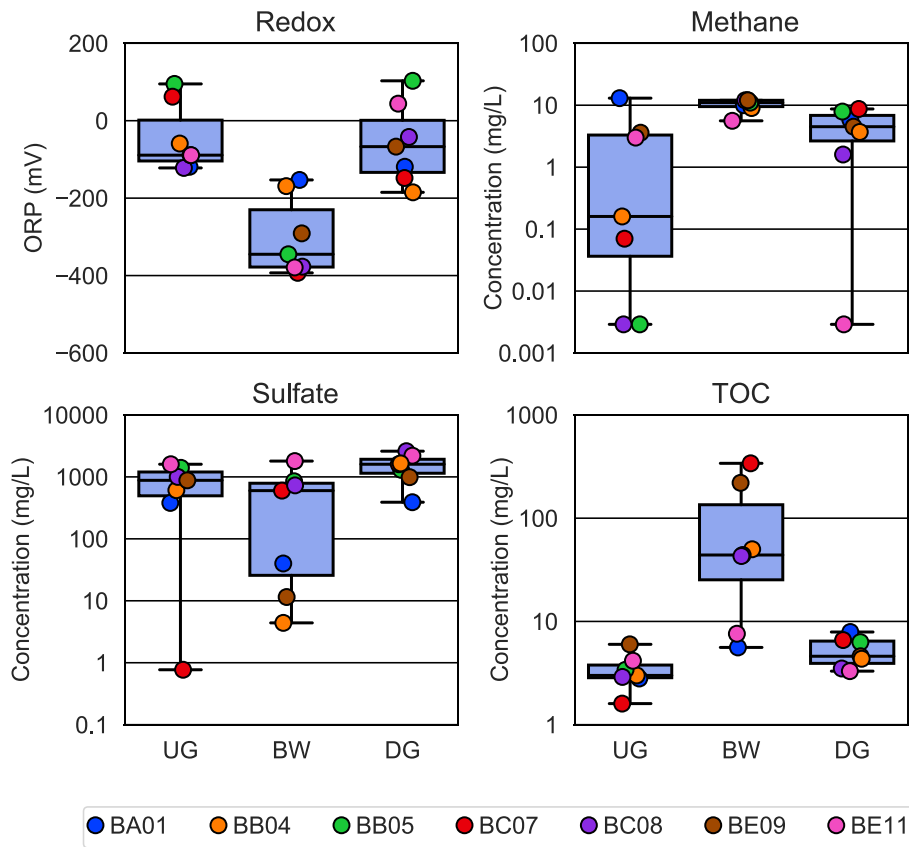 Redox
Methane
ORP (mV)
200
0
−200
−400
−600
Concentration (mg/L)
100
10
1
0.1
0.01
0.001
Sulfate
TOC
Concentration (mg/L)
10000
1000
100
10
1
0.1
UG BW DG
Concentration (mg/L)
1000
100
10
1
UG BW DG
BA01 BB04 BB05 BC07 BC08 BE09 BE11